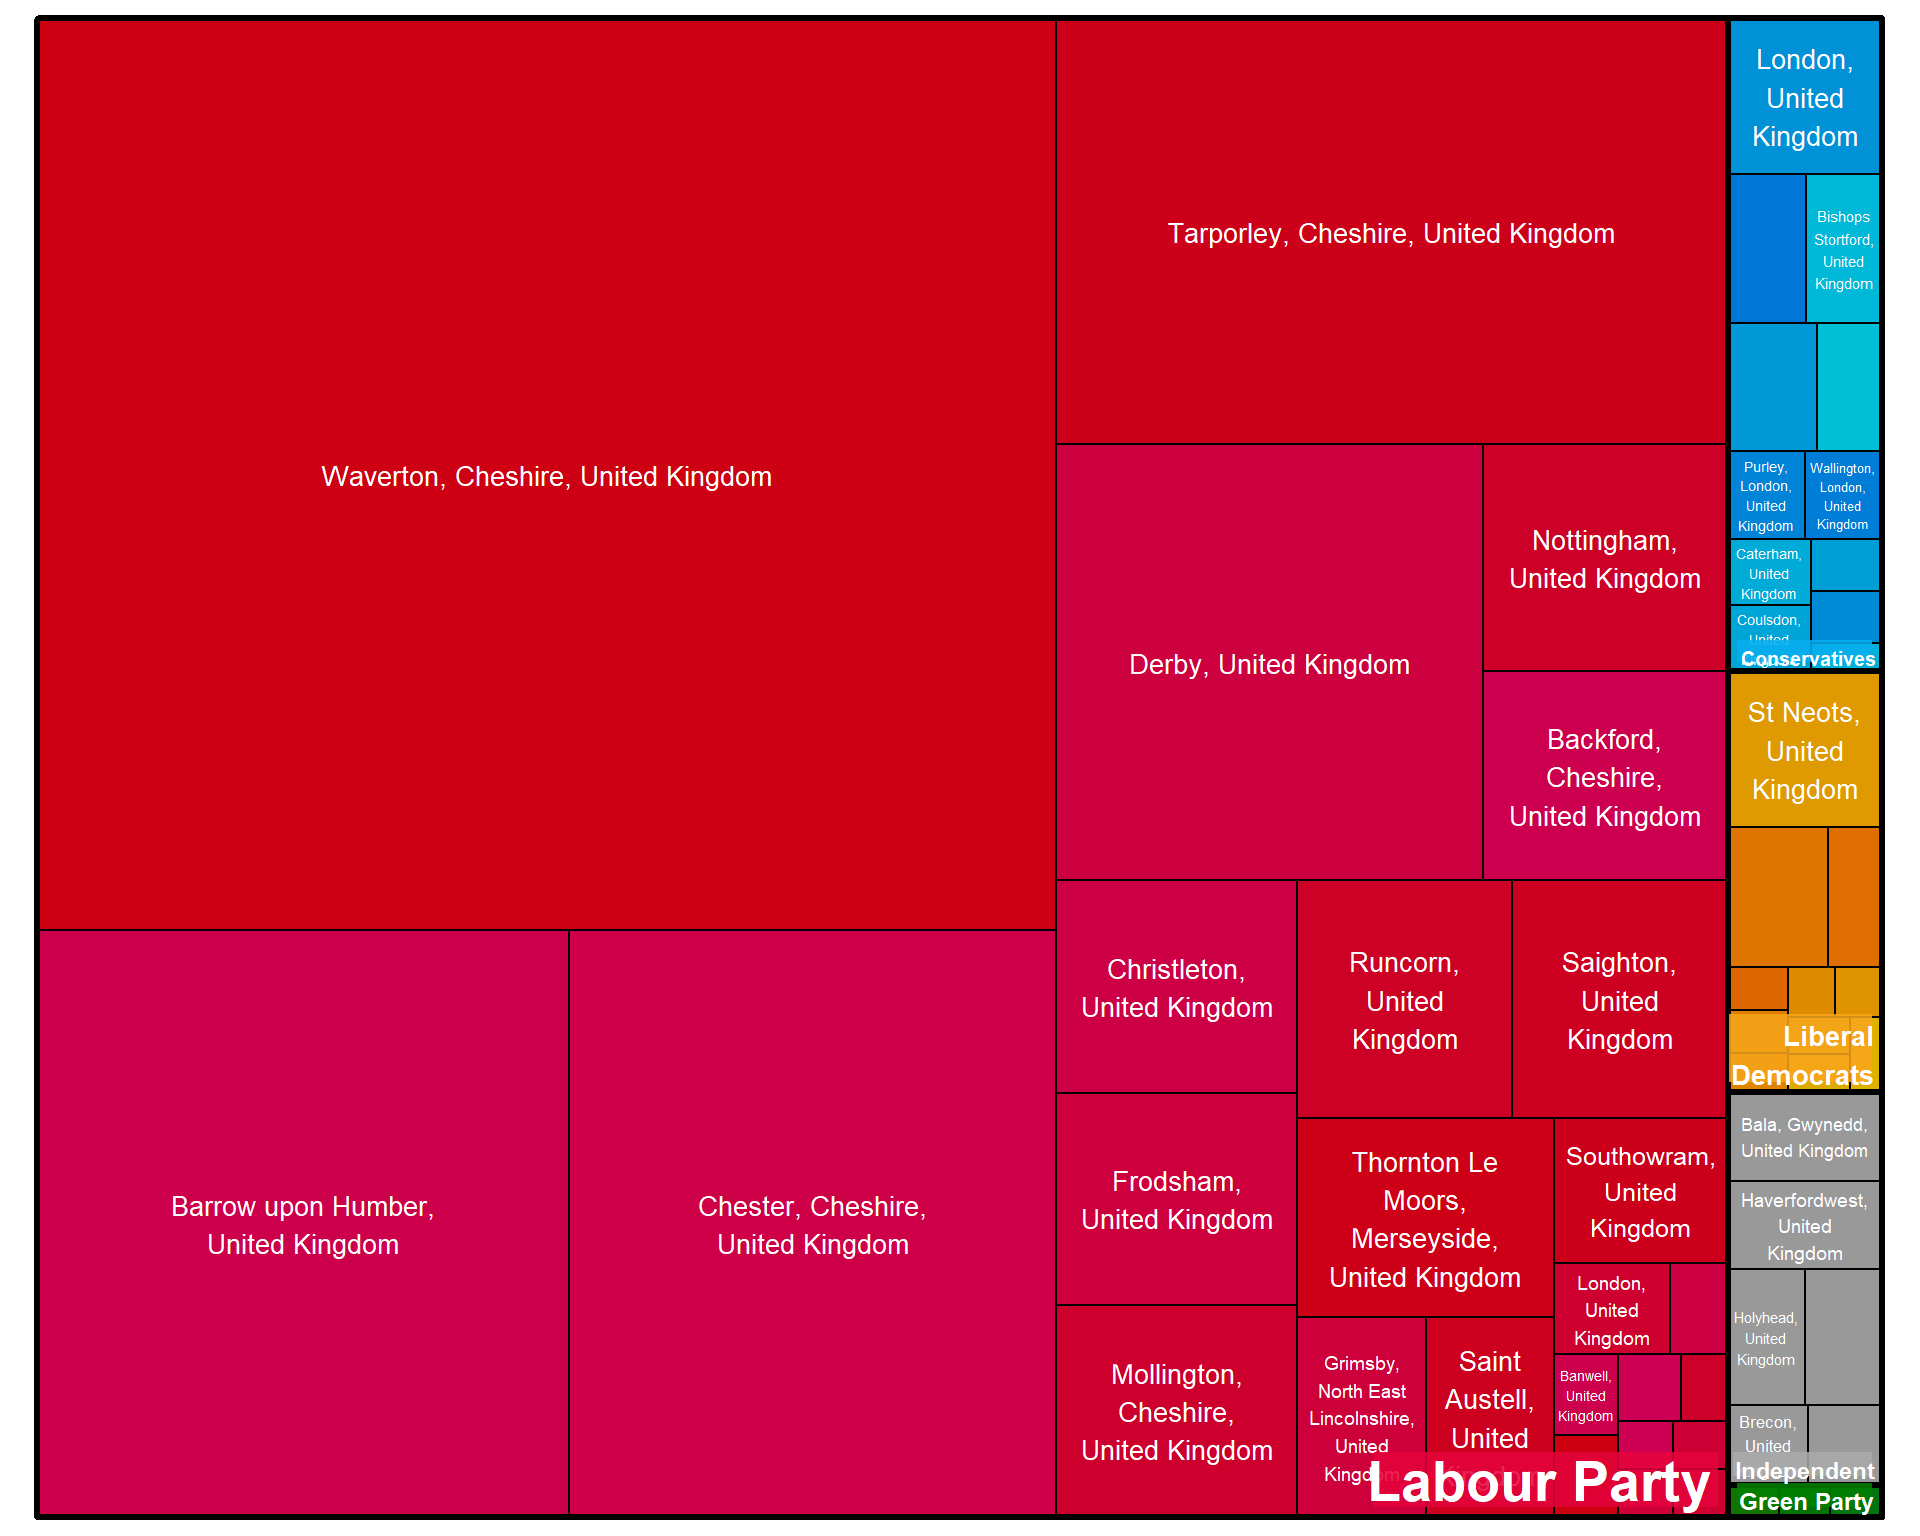 Waverton, Cheshire, United Kingdom
Barrow upon Humber,
United Kingdom
Chester, Cheshire,
United Kingdom
Tarporley, Cheshire, United Kingdom
Derby, United Kingdom
Nottingham,
United Kingdom
Backford,
Cheshire,
United Kingdom
Christleton,
United Kingdom
Frodsham,
United Kingdom
Mollington,
Cheshire,
United Kingdom
Runcorn,
United
Kingdom
Saighton,
United
Kingdom
Thornton Le
Moors,
Merseyside,
United Kingdom
Southowram,
United
Kingdom
London,
United
Kingdom
Banwell,
United
Kingdom
Grimsby,
North East
Lincolnshire,
United
Kingdom
Saint
Austell,
United
Kingdom
Labour Party
London,
United
Kingdom
Bishops
Stortford,
United
Kingdom
Purley,
London,
United
Kingdom
Wallington,
London,
United
Kingdom
Caterham,
United
Kingdom
Coulsdon,
United
Conservatives
St Neots,
United
Kingdom
Liberal
Democrats
Bala, Gwynedd,
United Kingdom
Haverfordwest,
United
Kingdom
Holyhead,
United
Kingdom
Brecon,
United
Independent
Green Party